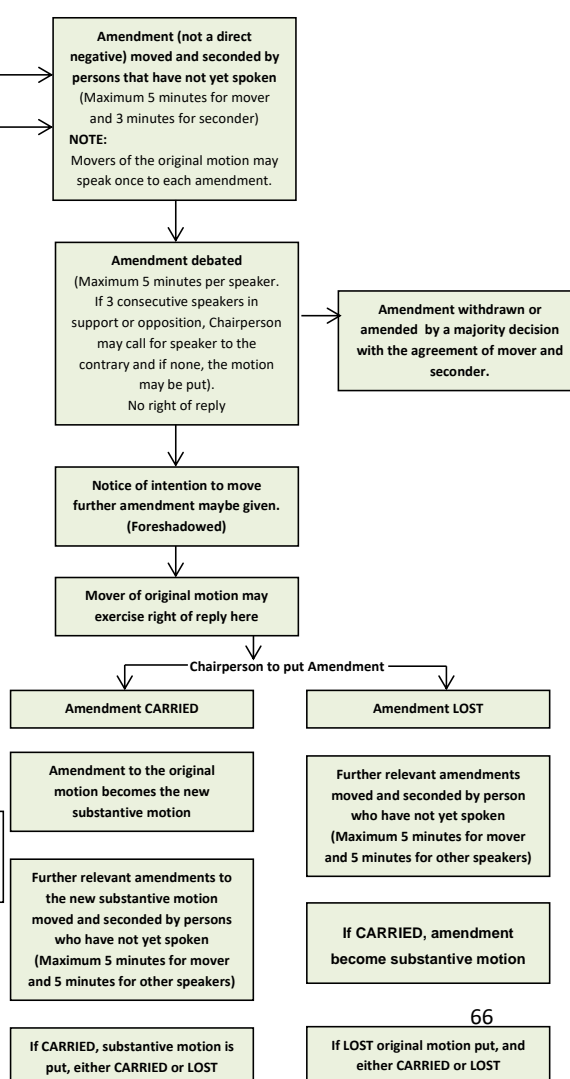 Amendment (not a direct
negative) moved and seconded by
persons that have not yet spoken
(Maximum 5 minutes for mover
and 3 minutes for seconder)
NOTE:
Movers of the original motion may
speak once to each amendment.
Amendment debated
(Maximum 5 minutes per speaker.
If 3 consecutive speakers in
support or opposition, Chairperson
may call for speaker to the
contrary and if none, the motion
may be put).
No right of reply
Amendment withdrawn or
amended by a majority decision
with the agreement of mover and
seconder.
Notice of intention to move
further amendment maybe given.
(Foreshadowed)
Mover of original motion may
exercise right of reply here
Chairperson to put Amendment
Amendment CARRIED
Amendment to the original
motion becomes the new
substantive motion
Further relevant amendments to
the new substantive motion
moved and seconded by persons
who have not yet spoken
(Maximum 5 minutes for mover
and 5 minutes for other speakers)
If CARRIED, substantive motion is
put, either CARRIED or LOST
Amendment LOST
Further relevant amendments
moved and seconded by person
who have not yet spoken
(Maximum 5 minutes for mover
and 5 minutes for other speakers)
If CARRIED, amendment
become substantive motion
If LOST original motion put, and
either CARRIED or LOST
66